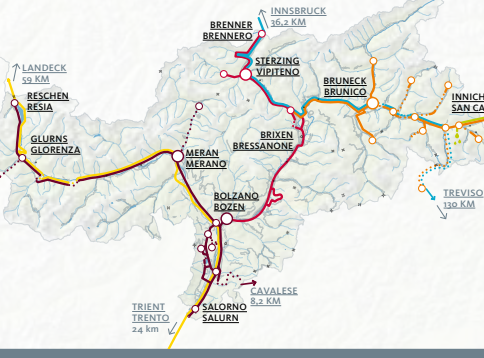 INNSBRUCK
36,2 KM
BRENNER
BRENNERO
LANDECK
59 KM
STERZING
VIPITENO
RESCHEN
RESIA
BRUNECK
BRUNICO
INNICH
SAN CA
GLURNS
GLORENZA
BRIXEN
BRESSANONE
MERAN
MERANO
TREVISO
130 KM
BOLZANO
BOZEN
CAVALESE
8,2 KM
TRIENT
TRENTO
24 km
SALORNO
SALURN